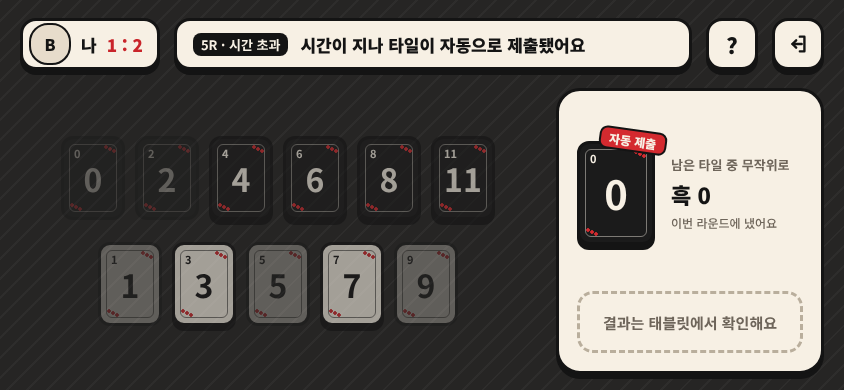 B 나 1 : 2
5R · 시간 초과 시간이 지나 타일이 자동으로 제출됐어요
?
0 0
2 2
4 4
6 6
8 8
11 11
1 1
3 3
5 5
7 7
9 9
자동 제출
0 0
남은 타일 중 무작위로
흑 0
이번 라운드에 냈어요
결과는 태블릿에서 확인해요